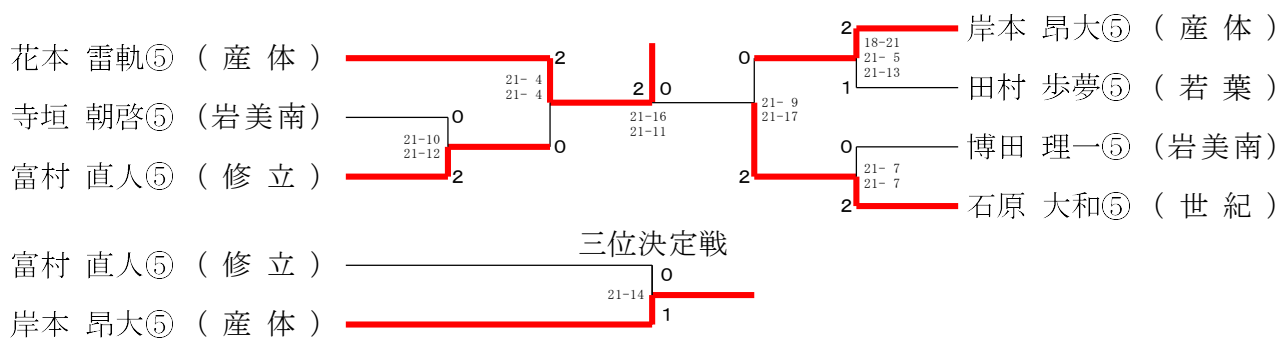 花本 雷軌⑤ ( 産 体 )
寺垣 朝啓⑤ (岩美南)
富村 直人⑤ ( 修 立 )
2
21- 4
21- 4
0
21-10
21-12
2
0
2 0
21-16
21-11
0
21- 9
21-17
2
2
18-21
21- 5
21-13
1
0
21- 7
21- 7
2
岸本 昂大⑤ ( 産 体 )
田村 歩夢⑤ ( 若 葉 )
博田 理一⑤ (岩美南)
石原 大和⑤ ( 世 紀 )
三位決定戦
富村 直人⑤ ( 修 立 )
岸本 昂大⑤ ( 産 体 )
0
21-14
1